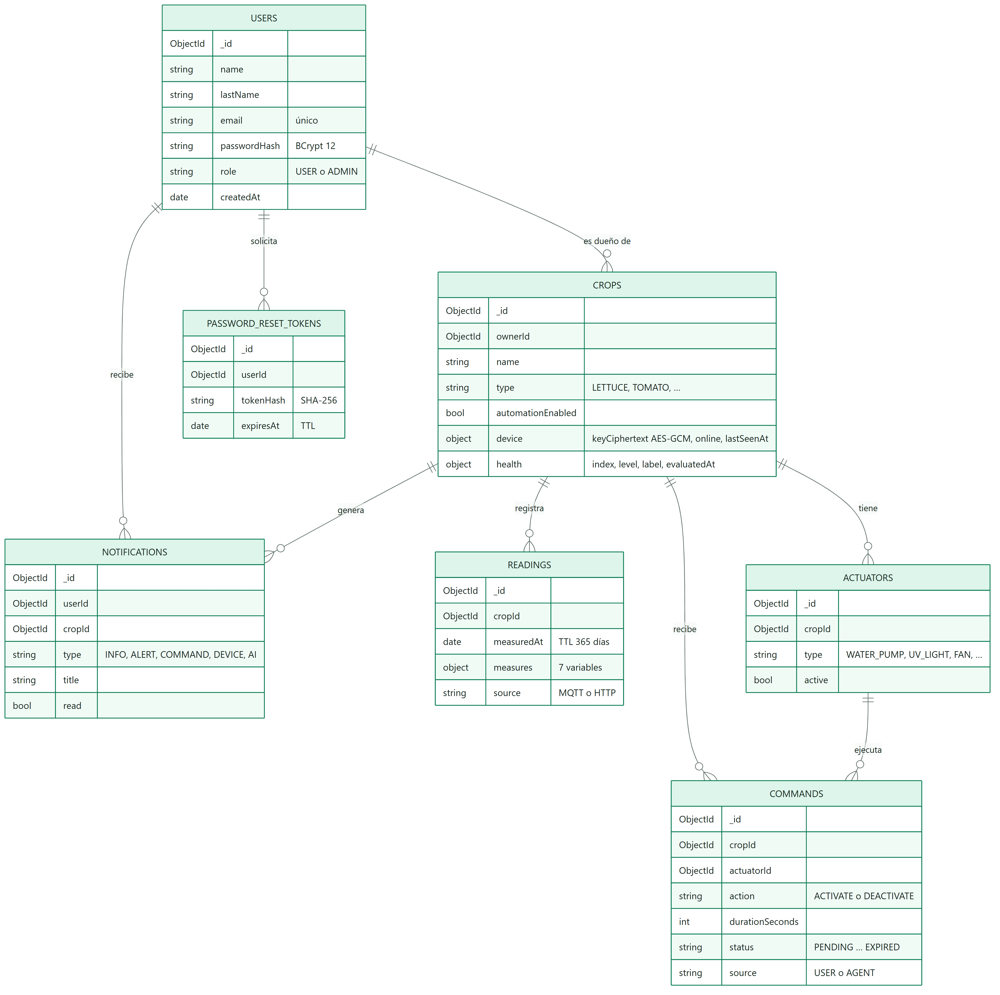 USERS
ObjectId _id
string name
string lastName
string email único
string passwordHash BCrypt 12
string role USER o ADMIN
date createdAt
solicita
es dueño de
recibe
PASSWORD_RESET_TOKENS
ObjectId _id
ObjectId userId
string tokenHash SHA-256
date expiresAt TTL
CROPS
ObjectId _id
ObjectId ownerId
string name
string type LETTUCE, TOMATO, ...
bool automationEnabled
object device keyCiphertext AES-GCM, online, lastSeenAt
object health index, level, label, evaluatedAt
genera
registra
recibe
tiene
NOTIFICATIONS
ObjectId _id
ObjectId userId
ObjectId cropId
string type INFO, ALERT, COMMAND, DEVICE, AI
string title
bool read
READINGS
ObjectId _id
ObjectId cropId
date measuredAt TTL 365 días
object measures 7 variables
string source MQTT o HTTP
ACTUATORS
ObjectId _id
ObjectId cropId
string type WATER_PUMP, UV_LIGHT, FAN, ...
bool active
ejecuta
COMMANDS
ObjectId _id
ObjectId cropId
ObjectId actuatorId
string action ACTIVATE o DEACTIVATE
int durationSeconds
string status PENDING ... EXPIRED
string source USER o AGENT